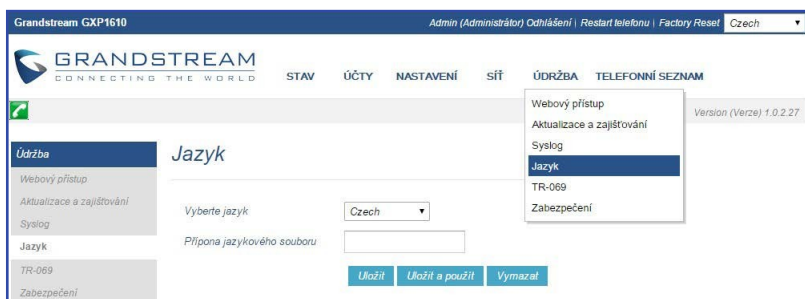 Grandstream GXP1610
Admin (Administrátor) Odhlášení | Restart telefonu | Factory Reset Czech
GRANDSTREAM
CONNECTING THE WORLD
STAV ÚČTY NASTAVENÍ SÍŤ ÚDRŽBA TELEFONNÍ SEZNAM
Webový přístup
Aktualizace a zajišťování
Syslog
Jazyk
TR-069
Zabezpečení
Version (Verze) 1.0.2.27
Údržba
Webový přístup
Aktualizace a zajišťování
Syslog
Jazyk
TR-069
Zabezpečení
Jazyk
Vyberte jazyk Czech
Přípona jazykového souboru
Uložit Uložit a použít Vymazat